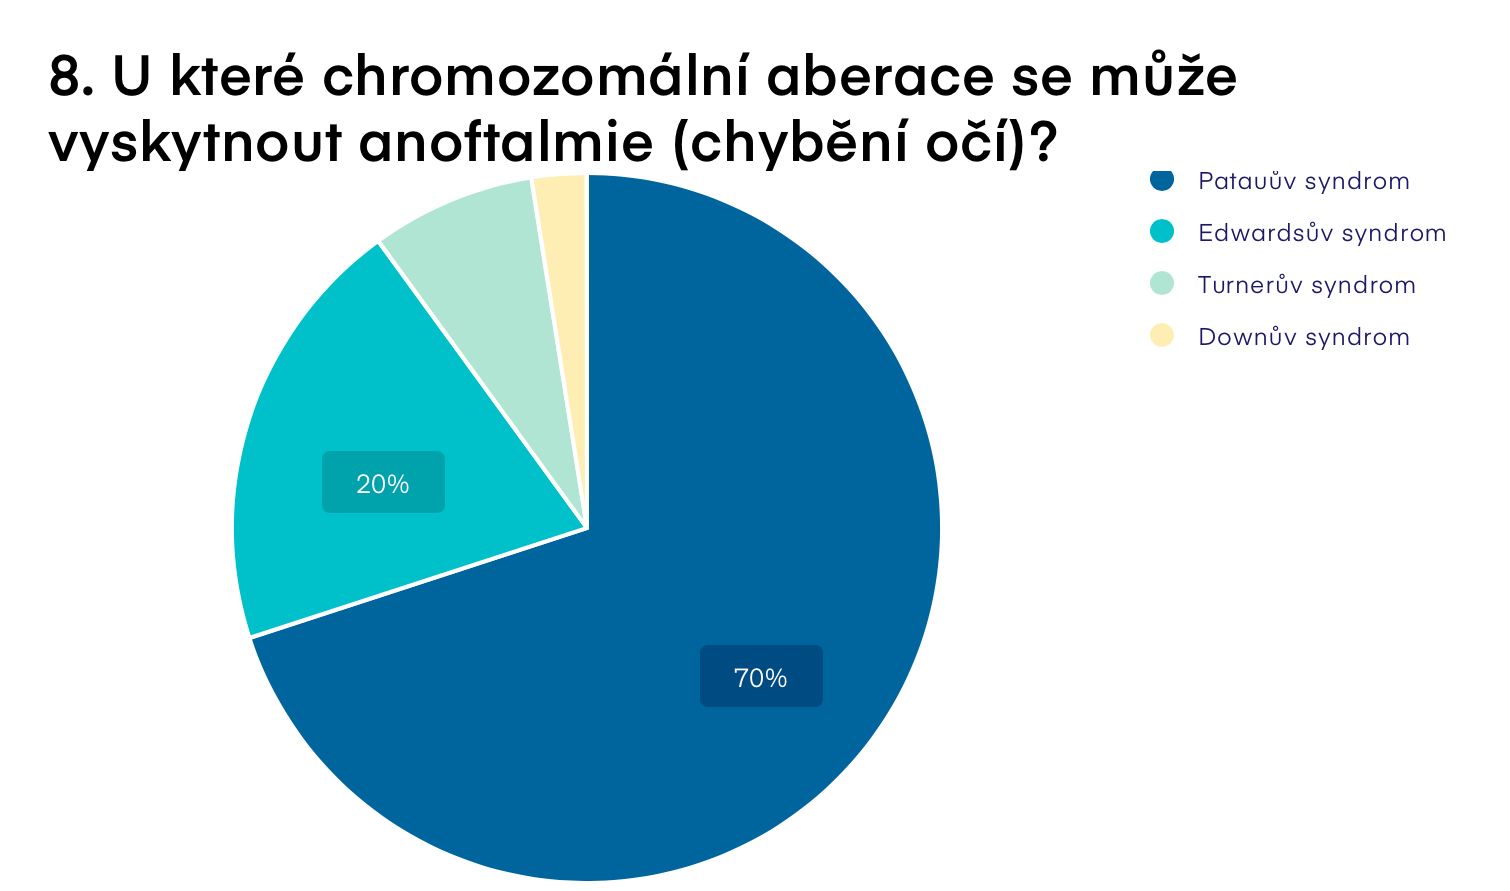 8. U které chromozomální aberace se může
vyskytnout anoftalmie (chybění očí)?
Patauův syndrom
Edwardsův syndrom
Turnerův syndrom
Downův syndrom
20%
70%